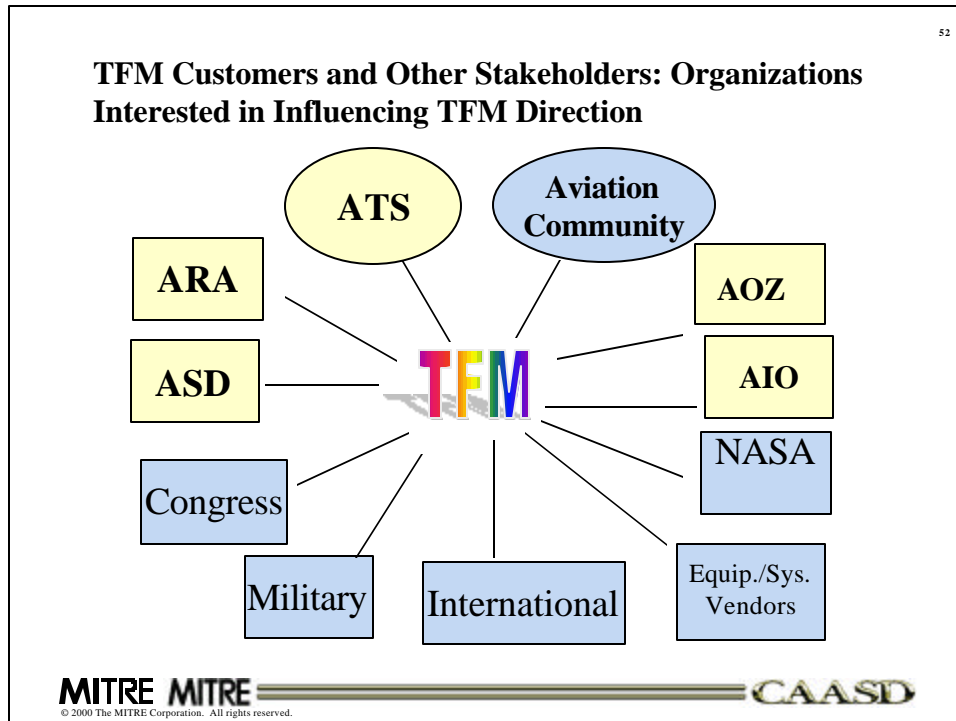 52
TFM Customers and Other Stakeholders: Organizations
Interested in Influencing TFM Direction
ATS
Aviation
Community
ARA
AOZ
TFM
ASD
AIO
NASA
Congress
Equip./Sys.
Vendors
Military
International
MITRE MITRE
CAASD
© 2000 The MITRE Corporation. All rights reserved.